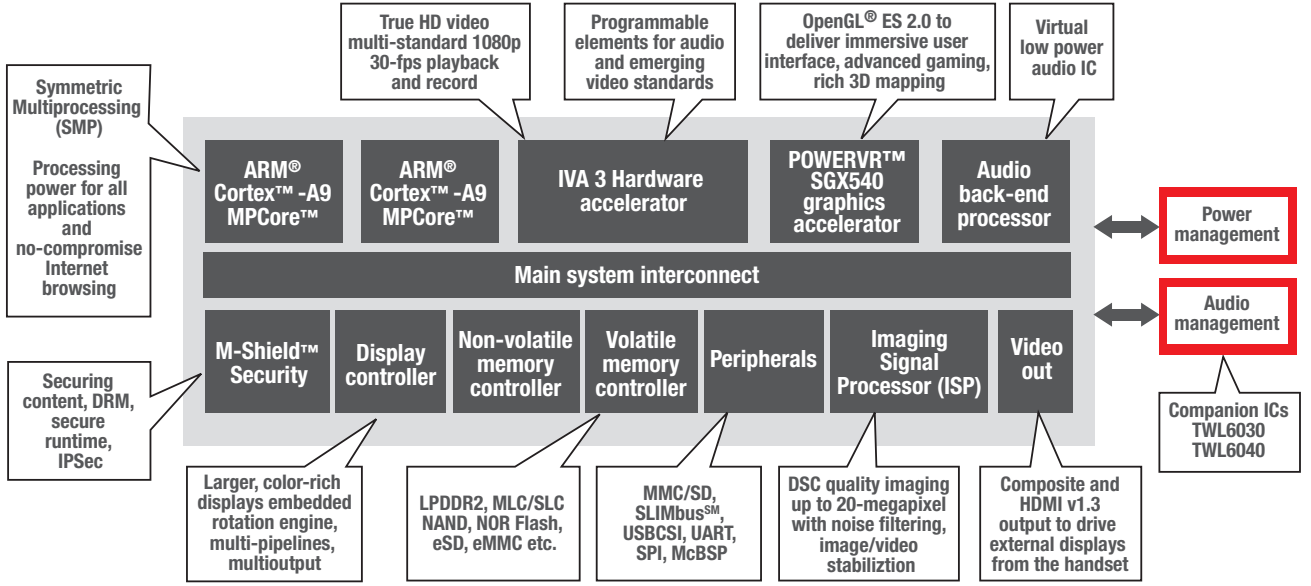 True HD video
multi-standard 1080p
30-fps playback
and record
Programmable
elements for audio
and emerging
video standards
OpenGL® ES 2.0 to
deliver immersive user
interface, advanced gaming,
rich 3D mapping
Virtual
low power
audio IC
Symmetric
Multiprocessing
(SMP)
Processing
power for all
applications
and
no-compromise
Internet
browsing
ARM®
Cortex™ -A9
MPCore™
ARM®
Cortex™ -A9
MPCore™
IVA 3 Hardware
accelerator
POWERVR™
SGX540
graphics
accelerator
Audio
back-end
processor
Power
management
Main system interconnect
Audio
management
M-Shield™
Security
Display
controller
Non-volatile
memory
controller
Volatile
memory
controller
Peripherals
Imaging
Signal
Processor (ISP)
Video
out
Securing
content, DRM,
secure
runtime,
IPSec
Companion ICs
TWL6030
TWL6040
Larger, color-rich
displays embedded
rotation engine,
multi-pipelines,
multioutput
LPDDR2, MLC/SLC
NAND, NOR Flash,
eSD, eMMC etc.
MMC/SD,
SLIMbus℠,
USBCSI, UART,
SPI, McBSP
DSC quality imaging
up to 20-megapixel
with noise filtering,
image/video
stabiliztion
Composite and
HDMI v1.3
output to drive
external displays
from the handset